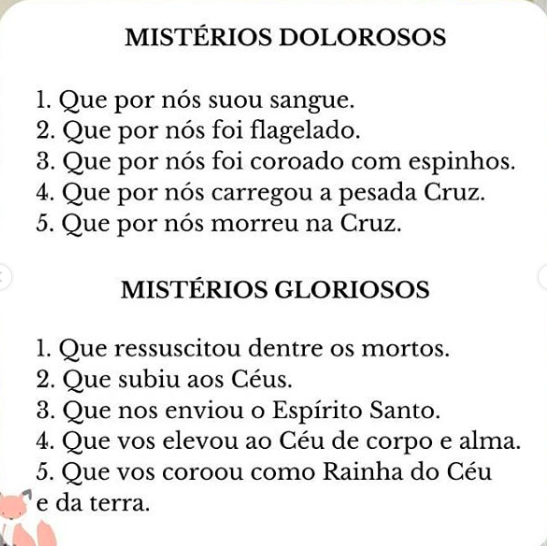 MISTÉRIOS DOLOROSOS
1. Que por nós suou sangue.
2. Que por nós foi flagelado.
3. Que por nós foi coroado com espinhos.
4. Que por nós carregou a pesada Cruz.
5. Que por nós morreu na Cruz.
MISTÉRIOS GLORIOSOS
1. Que ressuscitou dentre os mortos.
2. Que subiu aos Céus.
3. Que nos enviou o Espírito Santo.
4. Que vos elevou ao Céu de corpo e alma.
5. Que vos coroou como Rainha do Céu
e da terra.